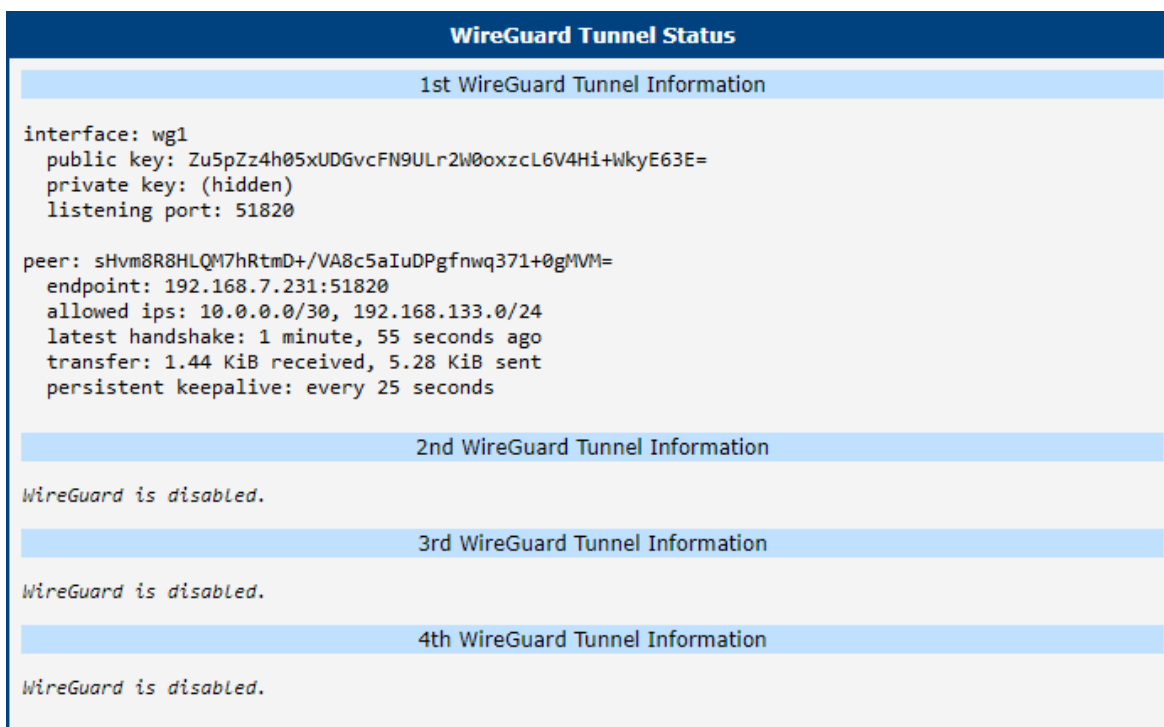 WireGuard Tunnel Status
1st WireGuard Tunnel Information
interface: wg1
public key: Zu5pZz4h05xUDGvcFN9ULr2W0oxzcL6V4Hi+WkyE63E=
private key: (hidden)
listening port: 51820
peer: sHvm8R8HLQM7hRtmD+/VA8c5aIuDPgfnwq371+0gMVM=
endpoint: 192.168.7.231:51820
allowed ips: 10.0.0.0/30, 192.168.133.0/24
latest handshake: 1 minute, 55 seconds ago
transfer: 1.44 KiB received, 5.28 KiB sent
persistent keepalive: every 25 seconds
2nd WireGuard Tunnel Information
WireGuard is disabled.
3rd WireGuard Tunnel Information
WireGuard is disabled.
4th WireGuard Tunnel Information
WireGuard is disabled.